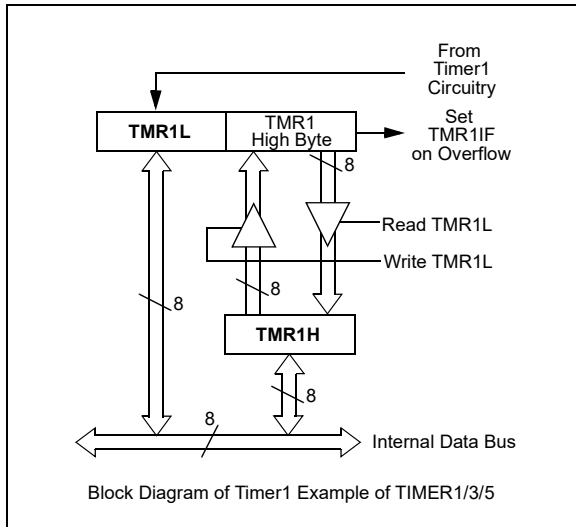 From
Timer1
Circuitry
TMR1L
TMR1
High Byte
Set
TMR1IF
on Overflow
8
Read TMR1L
Write TMR1L
8
8
TMR1H
8
8
Internal Data Bus
Block Diagram of Timer1 Example of TIMER1/3/5